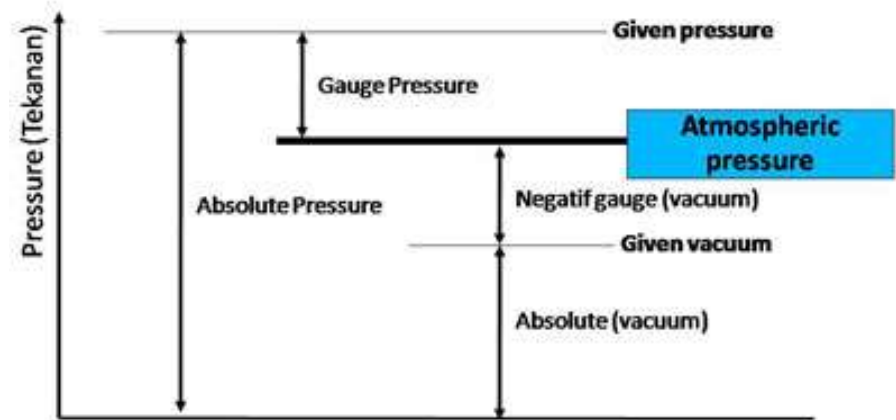 Given pressure
Gauge Pressure
Atmospheric
pressure
Pressure (Tekanan)
Absolute Pressure
Negatif gauge (vacuum)
Given vacuum
Absolute (vacuum)